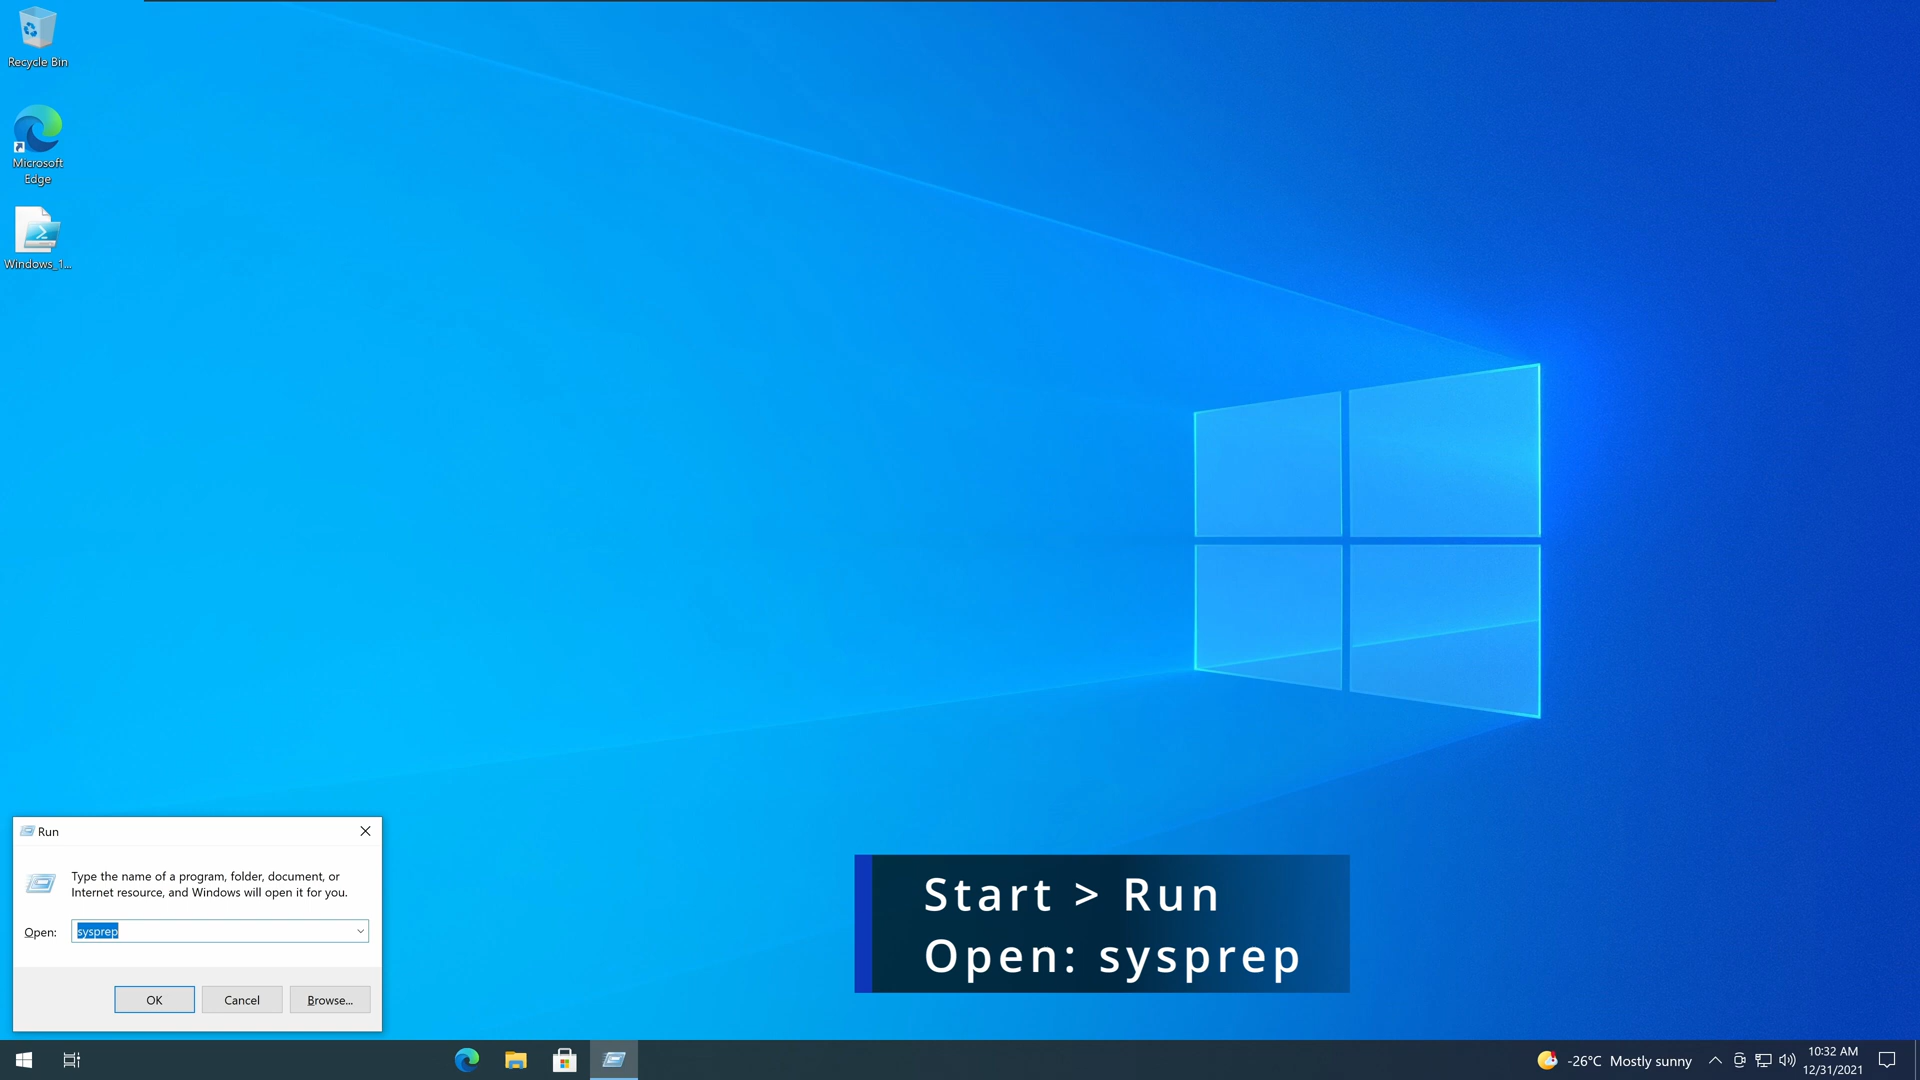 Recycle Bin
Microsoft
Edge
Windows_1...
Run
Type the name of a program, folder, document, or
Internet resource, and Windows will open it for you.
Open: sysprep
OK Cancel Browse...
Start > Run
Open: sysprep
-26°C Mostly sunny
10:32 AM
12/31/2021